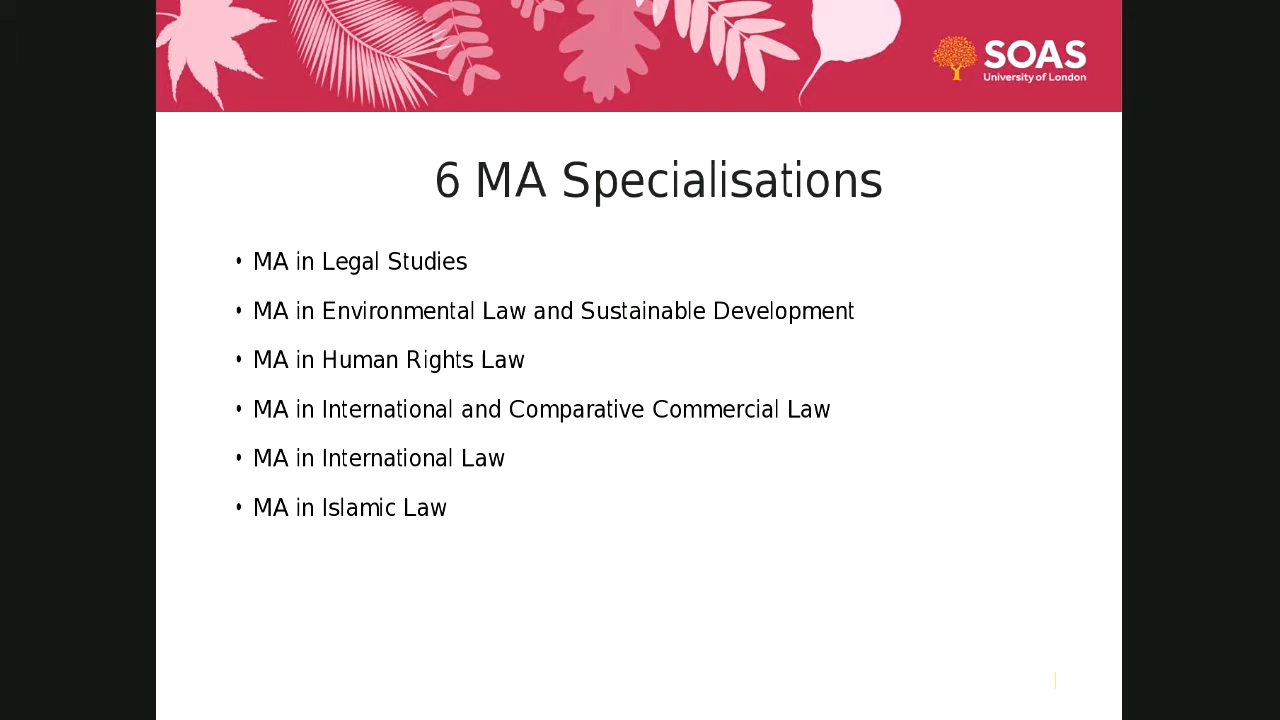 SOAS
University of London
6 MA Specialisations
• MA in Legal Studies
• MA in Environmental Law and Sustainable Development
• MA in Human Rights Law
• MA in International and Comparative Commercial Law
• MA in International Law
• MA in Islamic Law